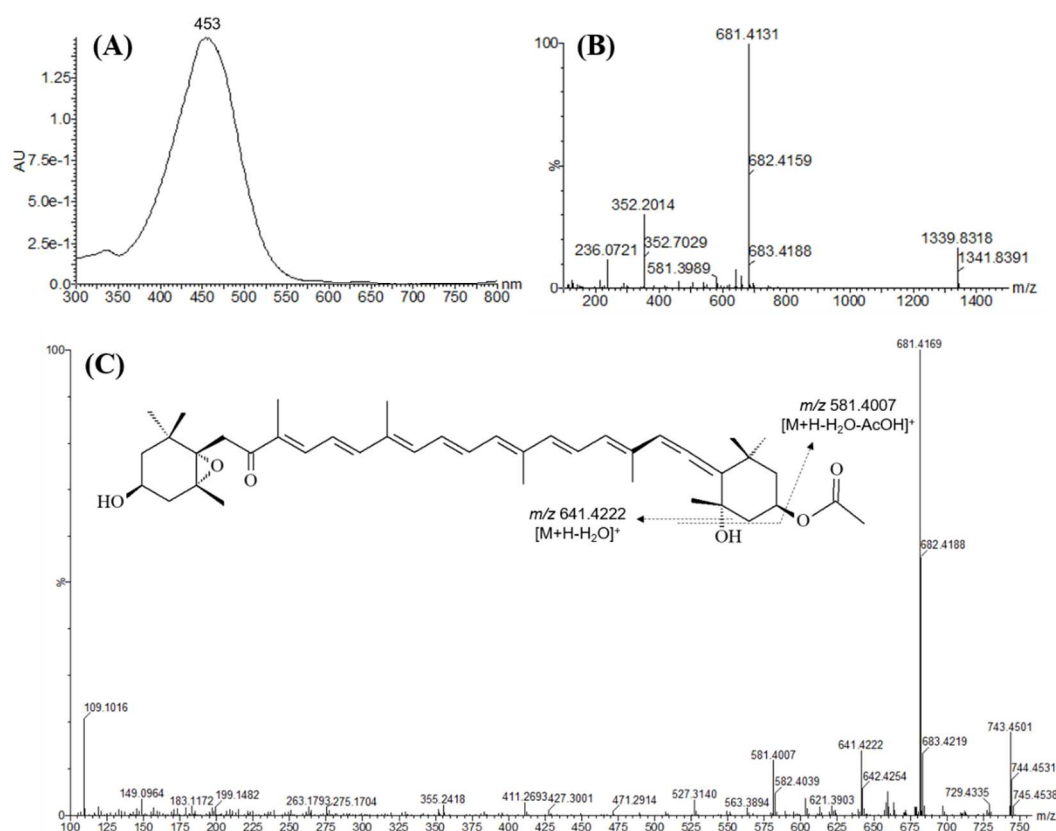 453
(A)
AU
1.25
1.0
7.5e-1
5.0e-1
2.5e-1
0.0
300 350 400 450 500 550 600 650 700 750 800 nm
(B)
100
%
0
681.4131
682.4159
352.2014
352.7029
236.0721
581.3989
683.4188
1339.8318
1341.8391
200 400 600 800 1000 1200 1400 m/z
(C)
100
%
0
681.4169
m/z 581.4007
[M+H-H2O-AcOH]+
HO
O
O
O
O
OH
m/z 641.4222
[M+H-H2O]+
682.4188
109.1016
149.0964
183.1172
199.1482
263.1793
275.1704
355.2418
411.2693
427.3001
471.2914
527.3140
563.3894
581.4007
582.4039
621.3903
641.4222
642.4254
683.4219
729.4335
743.4501
744.4531
745.4538
100 125 150 175 200 225 250 275 300 325 350 375 400 425 450 475 500 525 550 575 600 625 650 675 700 725 750 m/z